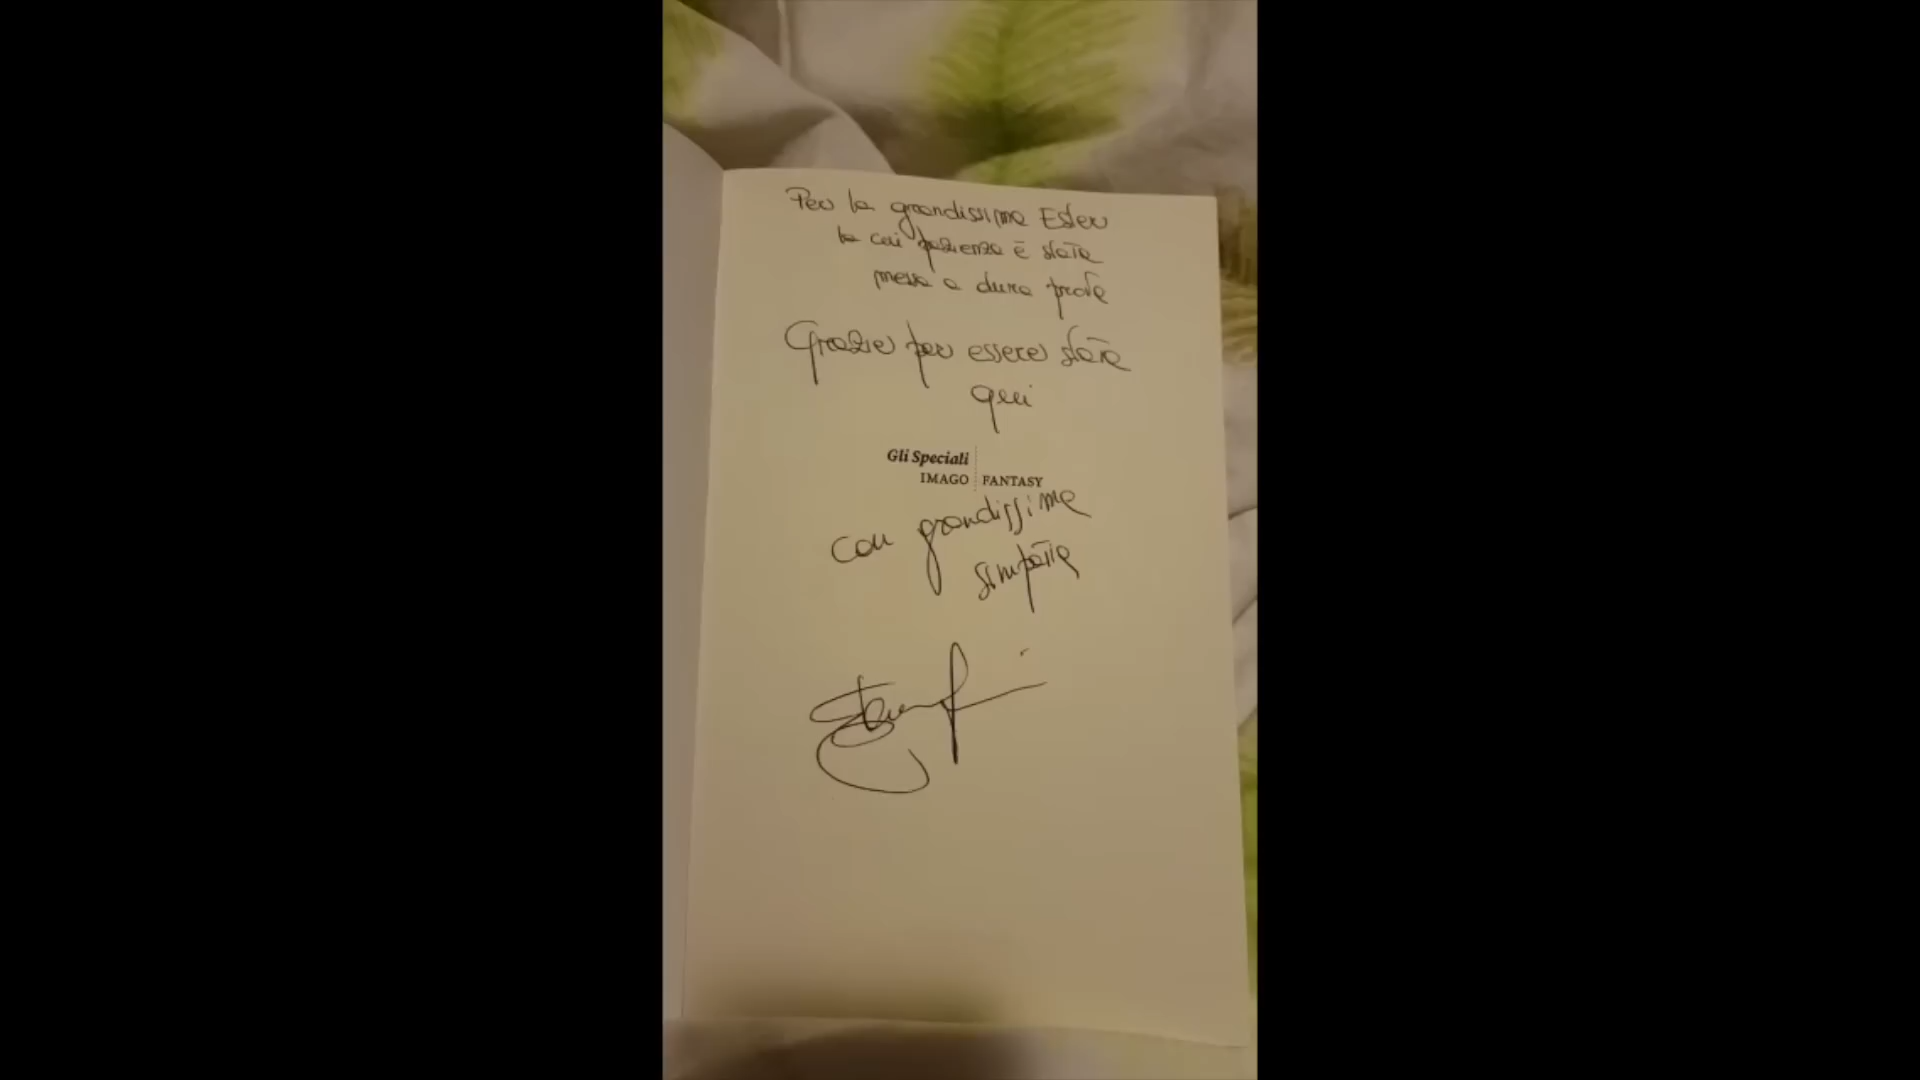 Per la grandissima Ester
la cui pazienza è stata
messa a dura prova
Grazie per essere stata
qui
Gli Speciali
IMAGO FANTASY
con grandissima
simpatia